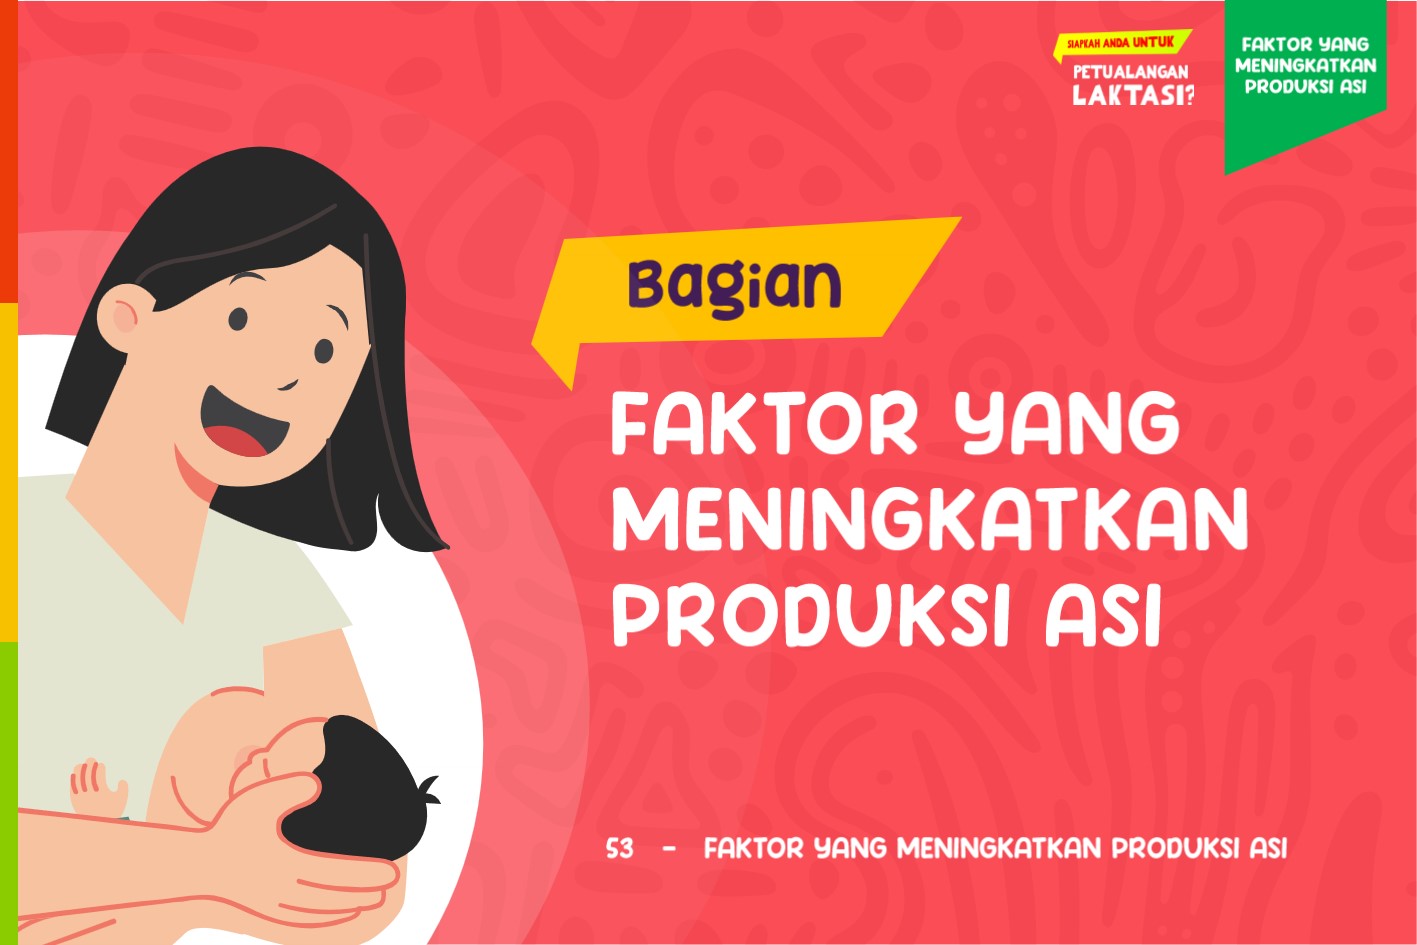 SIAPKAH ANDA UNTUK
PETUALANGAN
LAKTASI?
FAKTOR YANG
MENINGKATKAN
PRODUKSI ASI
Bagian
FAKTOR YANG
MENINGKATKAN
PRODUKSI ASI
53 - FAKTOR YANG MENINGKATKAN PRODUKSI ASI